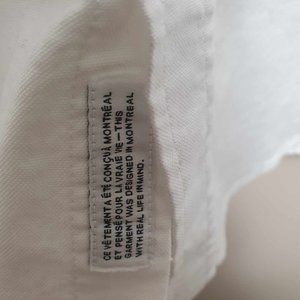 CE VÊTEMENT A ÉTÉ CONÇU À MONTRÉAL
ET PENSÉ POUR LA VRAIE VIE—THIS
GARMENT WAS DESIGNED IN MONTREAL
WITH REAL LIFE IN MIND.